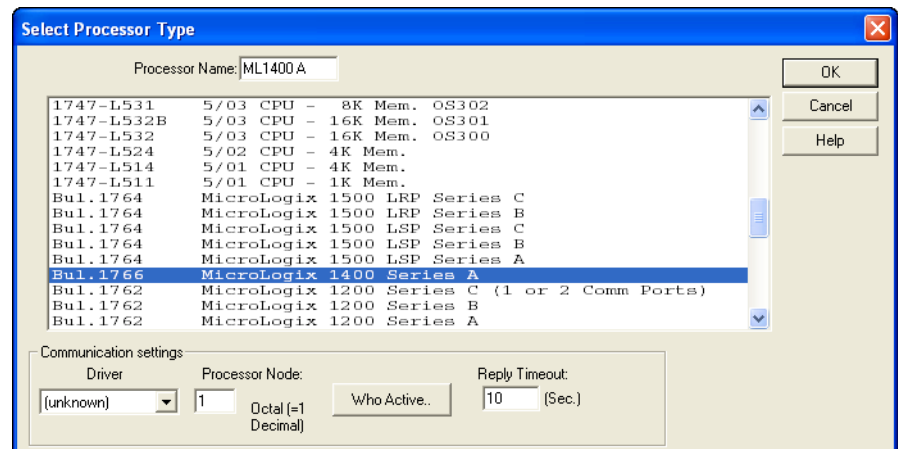 Select Processor Type
Processor Name: ML1400 A
OK
1747-L531 5/03 CPU - 8K Mem. OS302
Cancel
1747-L532B 5/03 CPU - 16K Mem. OS301
1747-L532 5/03 CPU - 16K Mem. OS300
Help
1747-L524 5/02 CPU - 4K Mem.
1747-L514 5/01 CPU - 4K Mem.
1747-L511 5/01 CPU - 1K Mem.
Bul.1764 MicroLogix 1500 LRP Series C
Bul.1764 MicroLogix 1500 LRP Series B
Bul.1764 MicroLogix 1500 LSP Series C
Bul.1764 MicroLogix 1500 LSP Series B
Bul.1764 MicroLogix 1500 LSP Series A
Bul.1766 MicroLogix 1400 Series A
Bul.1762 MicroLogix 1200 Series C (1 or 2 Comm Ports)
Bul.1762 MicroLogix 1200 Series B
Bul.1762 MicroLogix 1200 Series A
Communication settings
Driver Processor Node: Reply Timeout:
(unknown) 1 Octal (=1 Decimal) Who Active.. 10 (Sec.)